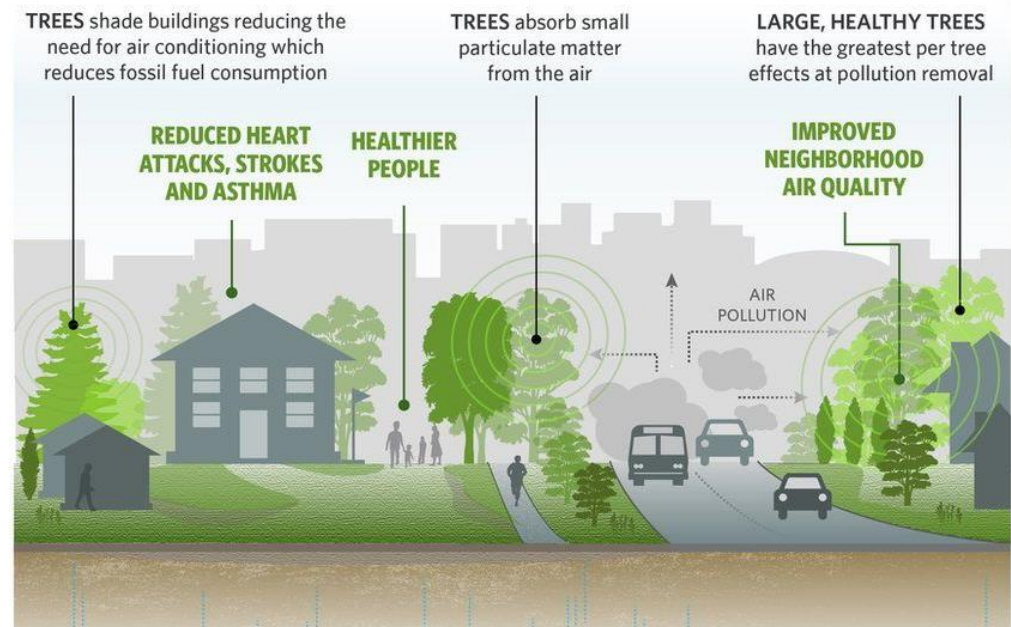 TREES shade buildings reducing the
need for air conditioning which
reduces fossil fuel consumption
TREES absorb small
particulate matter
from the air
LARGE, HEALTHY TREES
have the greatest per tree
effects at pollution removal
REDUCED HEART
ATTACKS, STROKES
AND ASTHMA
HEALTHIER
PEOPLE
IMPROVED
NEIGHBORHOOD
AIR QUALITY
AIR
POLLUTION